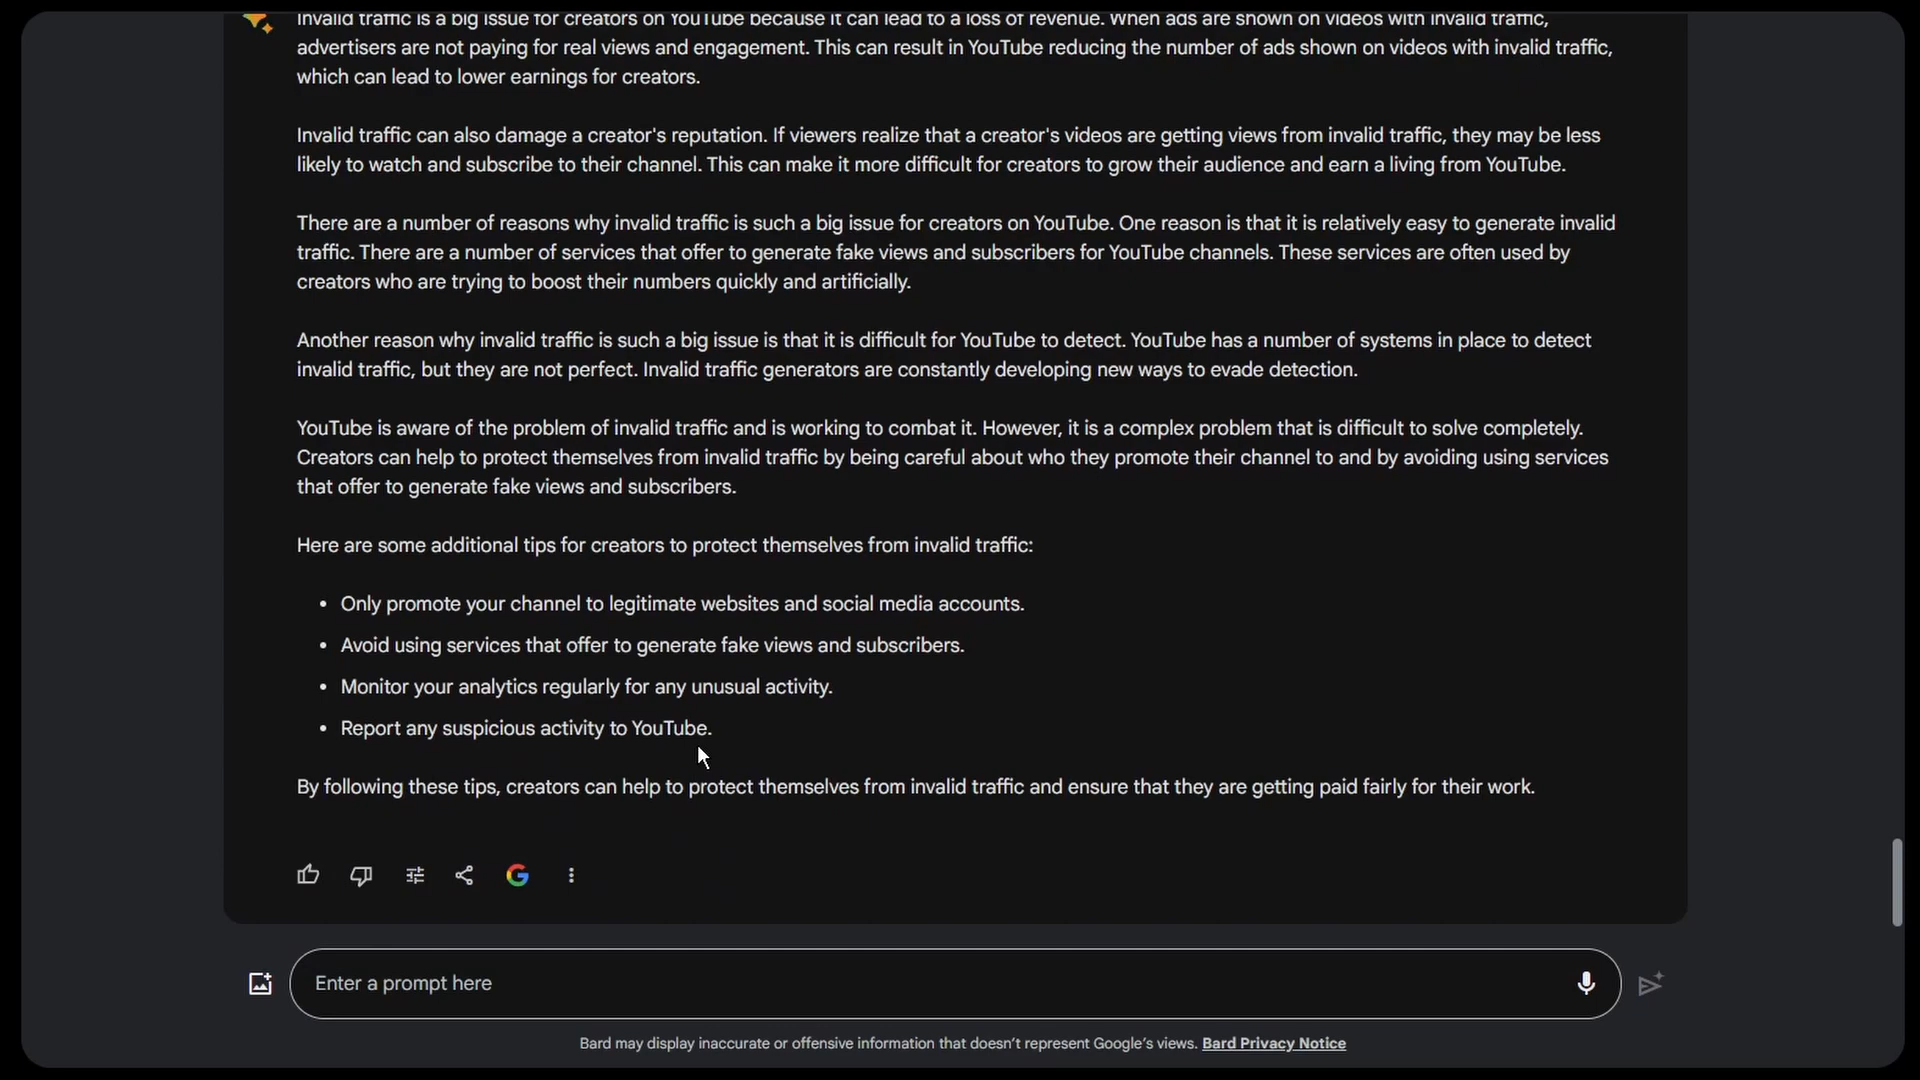 Invalid traffic is a big issue for creators on YouTube because it can lead to a loss of revenue. When ads are shown on videos with invalid traffic,
advertisers are not paying for real views and engagement. This can result in YouTube reducing the number of ads shown on videos with invalid traffic,
which can lead to lower earnings for creators.
Invalid traffic can also damage a creator's reputation. If viewers realize that a creator's videos are getting views from invalid traffic, they may be less
likely to watch and subscribe to their channel. This can make it more difficult for creators to grow their audience and earn a living from YouTube.
There are a number of reasons why invalid traffic is such a big issue for creators on YouTube. One reason is that it is relatively easy to generate invalid
traffic. There are a number of services that offer to generate fake views and subscribers for YouTube channels. These services are often used by
creators who are trying to boost their numbers quickly and artificially.
Another reason why invalid traffic is such a big issue is that it is difficult for YouTube to detect. YouTube has a number of systems in place to detect
invalid traffic, but they are not perfect. Invalid traffic generators are constantly developing new ways to evade detection.
YouTube is aware of the problem of invalid traffic and is working to combat it. However, it is a complex problem that is difficult to solve completely.
Creators can help to protect themselves from invalid traffic by being careful about who they promote their channel to and by avoiding using services
that offer to generate fake views and subscribers.
Here are some additional tips for creators to protect themselves from invalid traffic:
• Only promote your channel to legitimate websites and social media accounts.
• Avoid using services that offer to generate fake views and subscribers.
• Monitor your analytics regularly for any unusual activity.
• Report any suspicious activity to YouTube.
By following these tips, creators can help to protect themselves from invalid traffic and ensure that they are getting paid fairly for their work.
Enter a prompt here
Bard may display inaccurate or offensive information that doesn't represent Google's views. Bard Privacy Notice